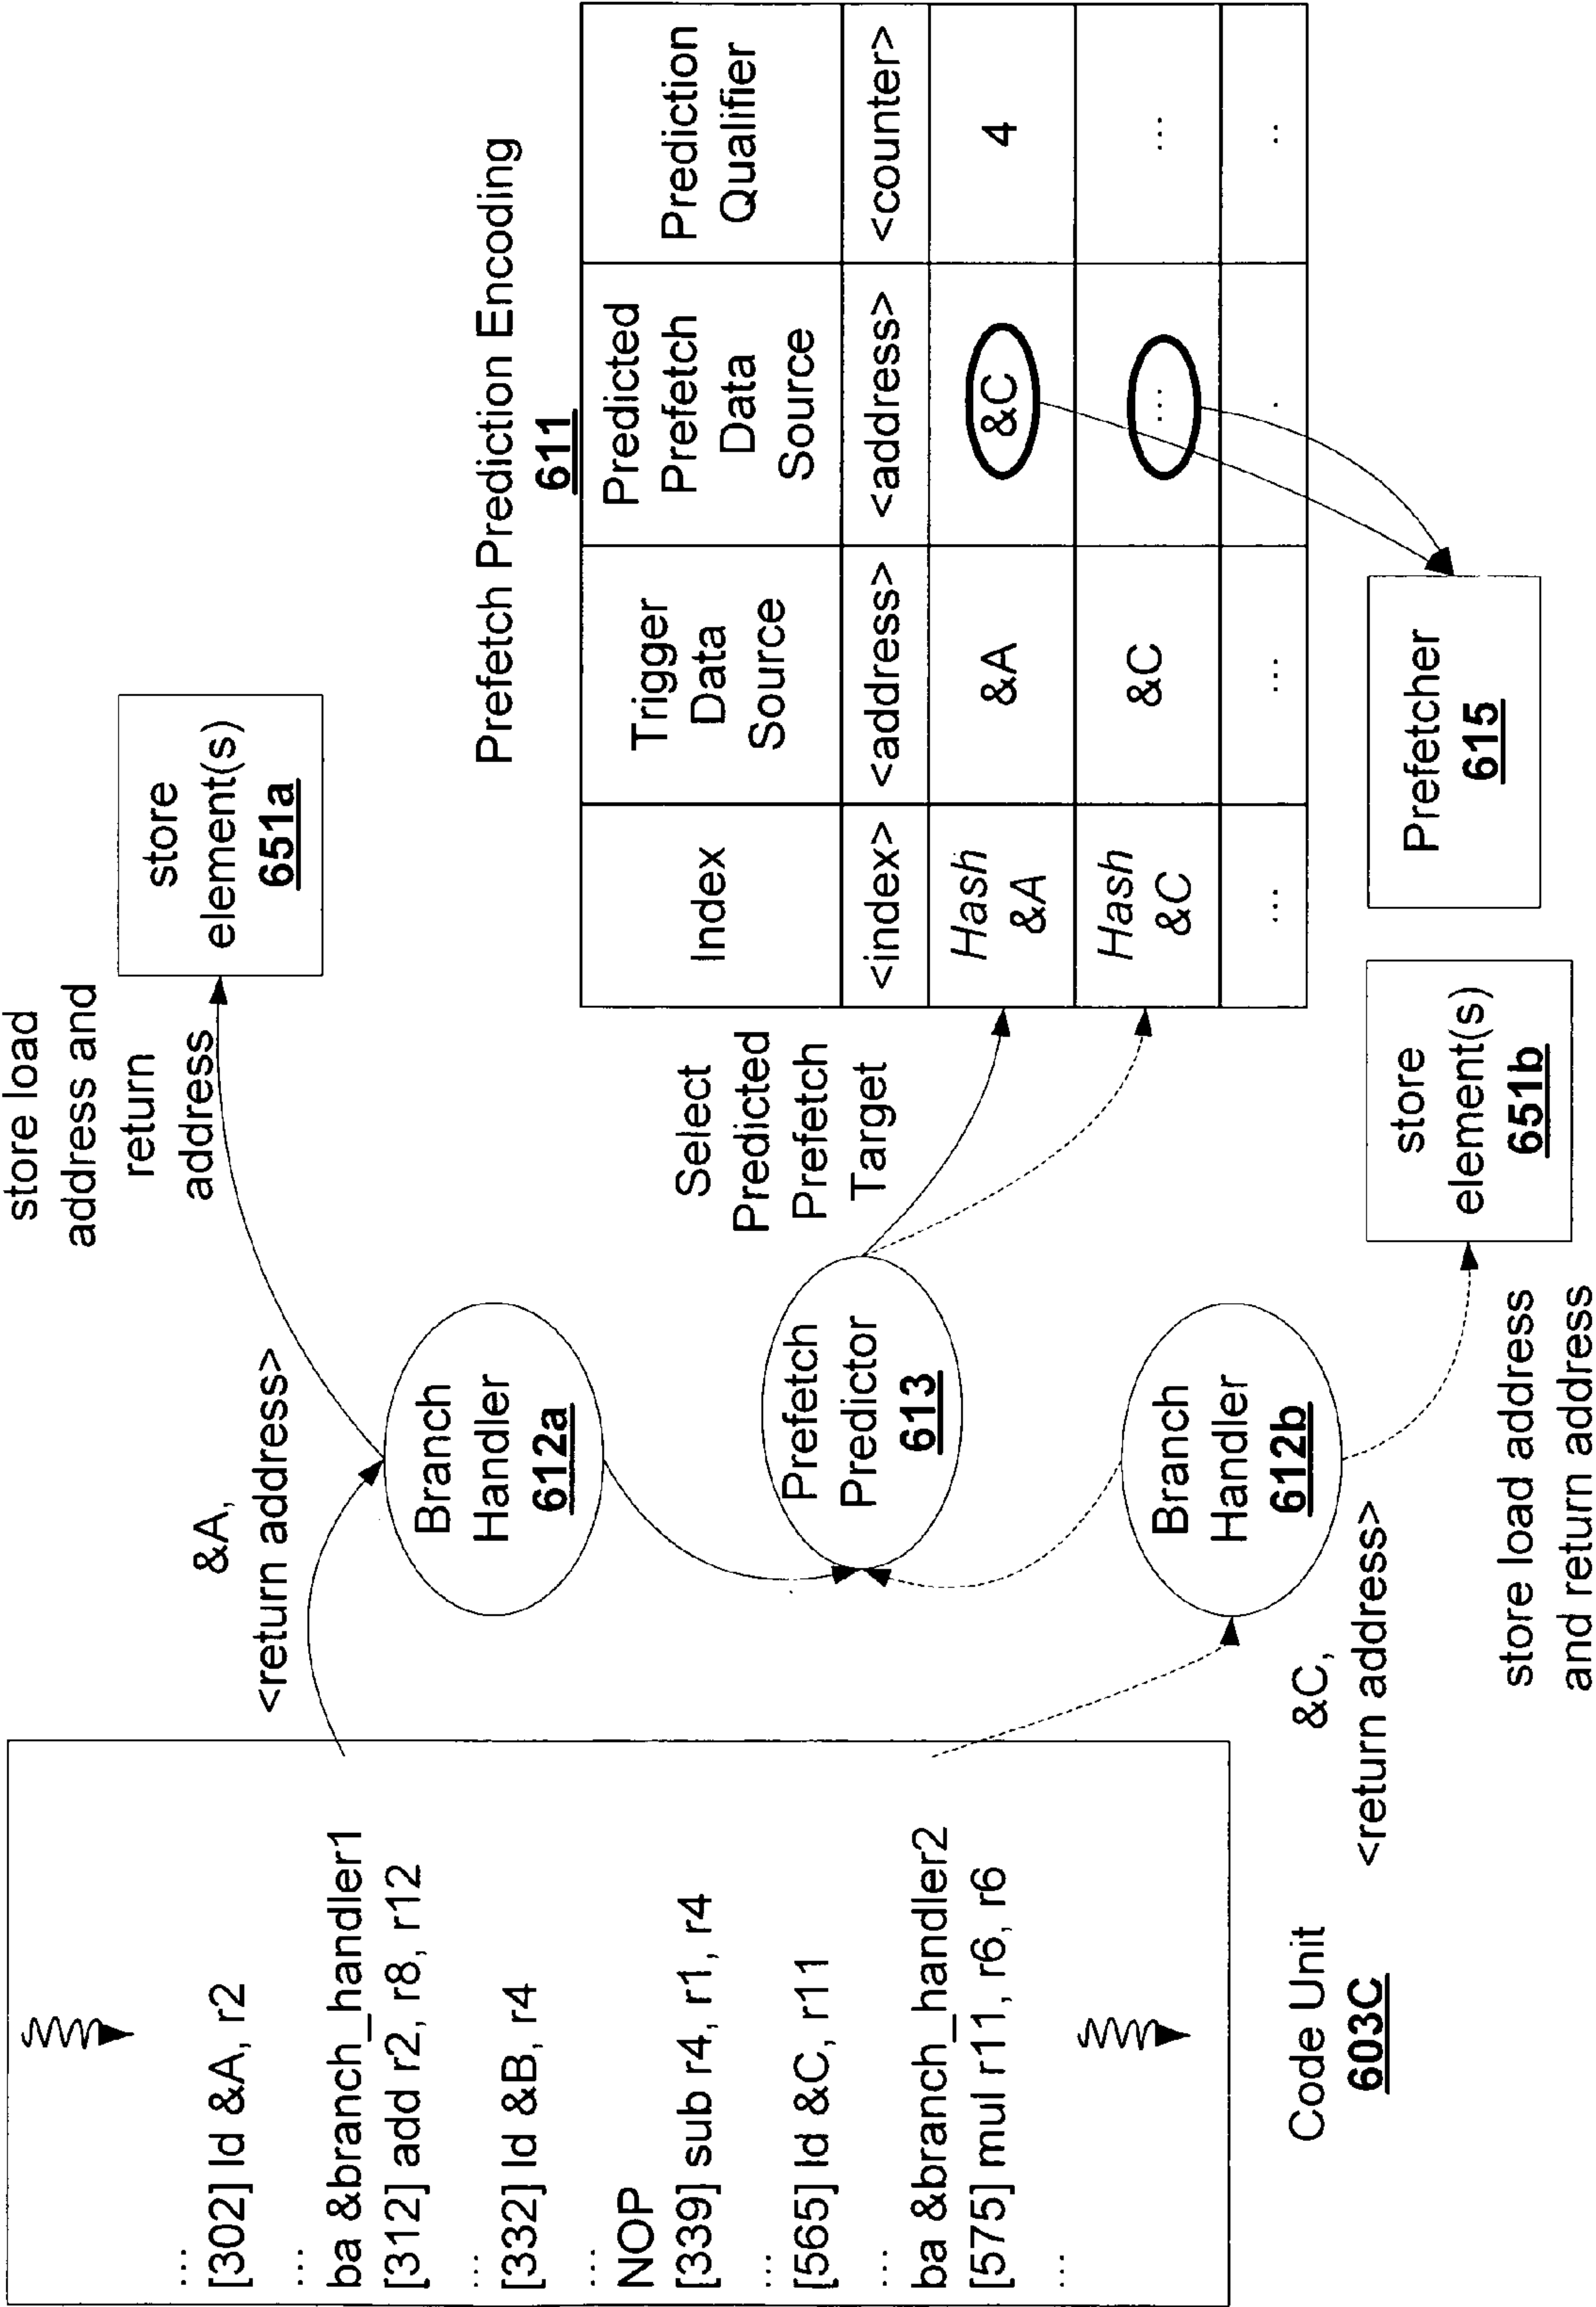 ...
[302] ld &A, r2
...
ba &branch_handler1
[312] add r2, r8, r12
...
[332] ld &B, r4
...
NOP
[339] sub r4, r1, r4
...
[565] ld &C, r11
...
ba &branch_handler2
[575] mul r11, r6, r6
...
Code Unit
603C
&A,
<return address>
Branch
Handler
612a
store load
address and
return
address
store
element(s)
651a
Prefetch
Predictor
613
Select
Predicted
Prefetch
Target
&C,
<return address>
Branch
Handler
612b
store load address
and return address
store
element(s)
651b
Prefetch Prediction Encoding
611
Index
Trigger
Data
Source
Predicted
Prefetch
Data
Source
Prediction
Qualifier
<index> <address> <address> <counter>
Hash
&A
&A
&C
4
Hash
&C
&C
...
...
...
...
.
..
Prefetcher
615